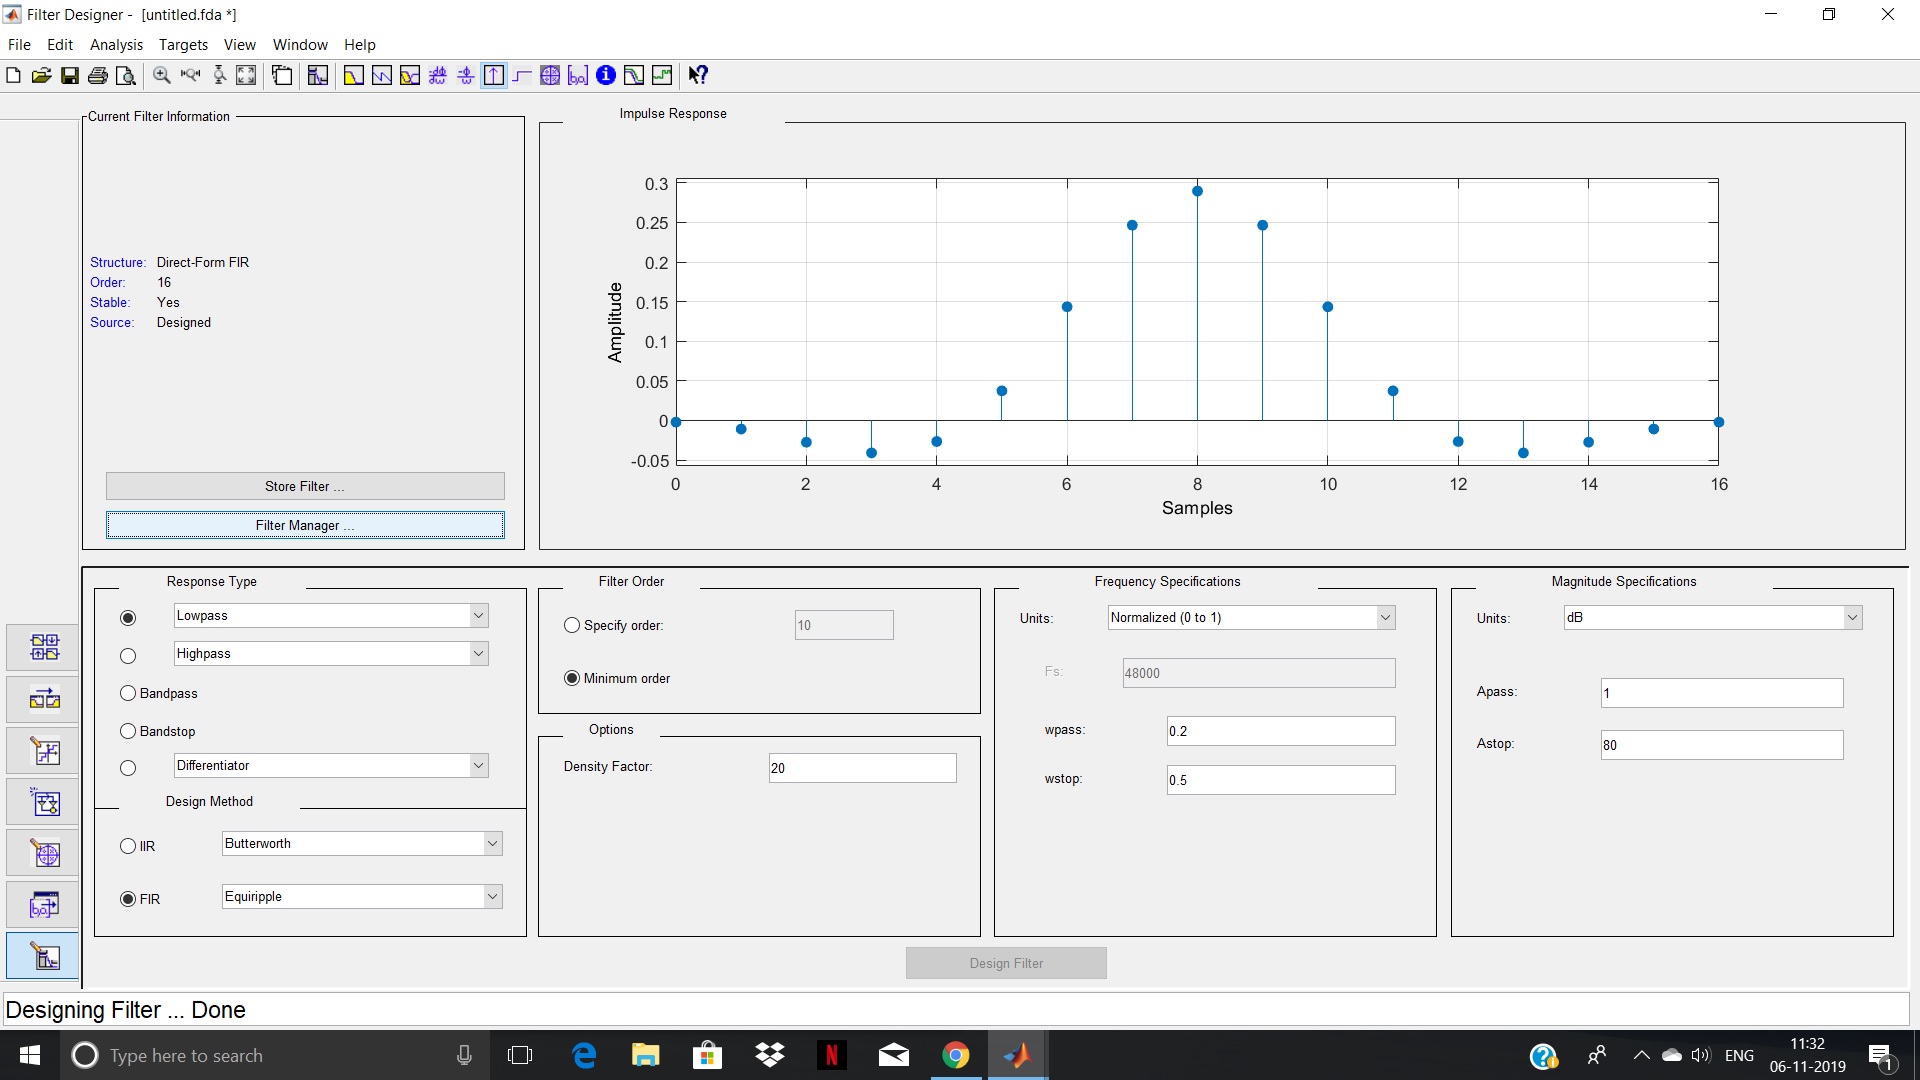 Filter Designer - [untitled.fda *]
File Edit Analysis Targets View Window Help
Current Filter Information
Structure: Direct-Form FIR
Order: 16
Stable: Yes
Source: Designed
Store Filter ...
Filter Manager ...
Impulse Response
0.3
0.25
0.2
0.15
0.1
0.05
0
-0.05
Amplitude
0 2 4 6 8 10 12 14 16
Samples
Response Type
Lowpass
Highpass
Bandpass
Bandstop
Differentiator
Design Method
IIR Butterworth
FIR Equiripple
Filter Order
Specify order: 10
Minimum order
Options
Density Factor: 20
Frequency Specifications
Units: Normalized (0 to 1)
Fs: 48000
wpass: 0.2
wstop: 0.5
Magnitude Specifications
Units: dB
Apass: 1
Astop: 80
Design Filter
Designing Filter ... Done
Type here to search
ENG
11:32
06-11-2019
1